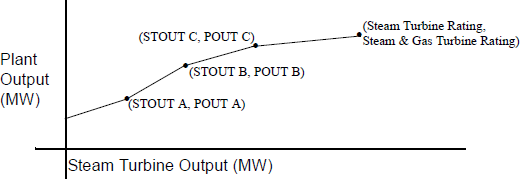 (Steam Turbine Rating,
Steam & Gas Turbine Rating)
(STOUT C, POUT C)
Plant
Output
(MW)
(STOUT B, POUT B)
(STOUT A, POUT A)
Steam Turbine Output (MW)